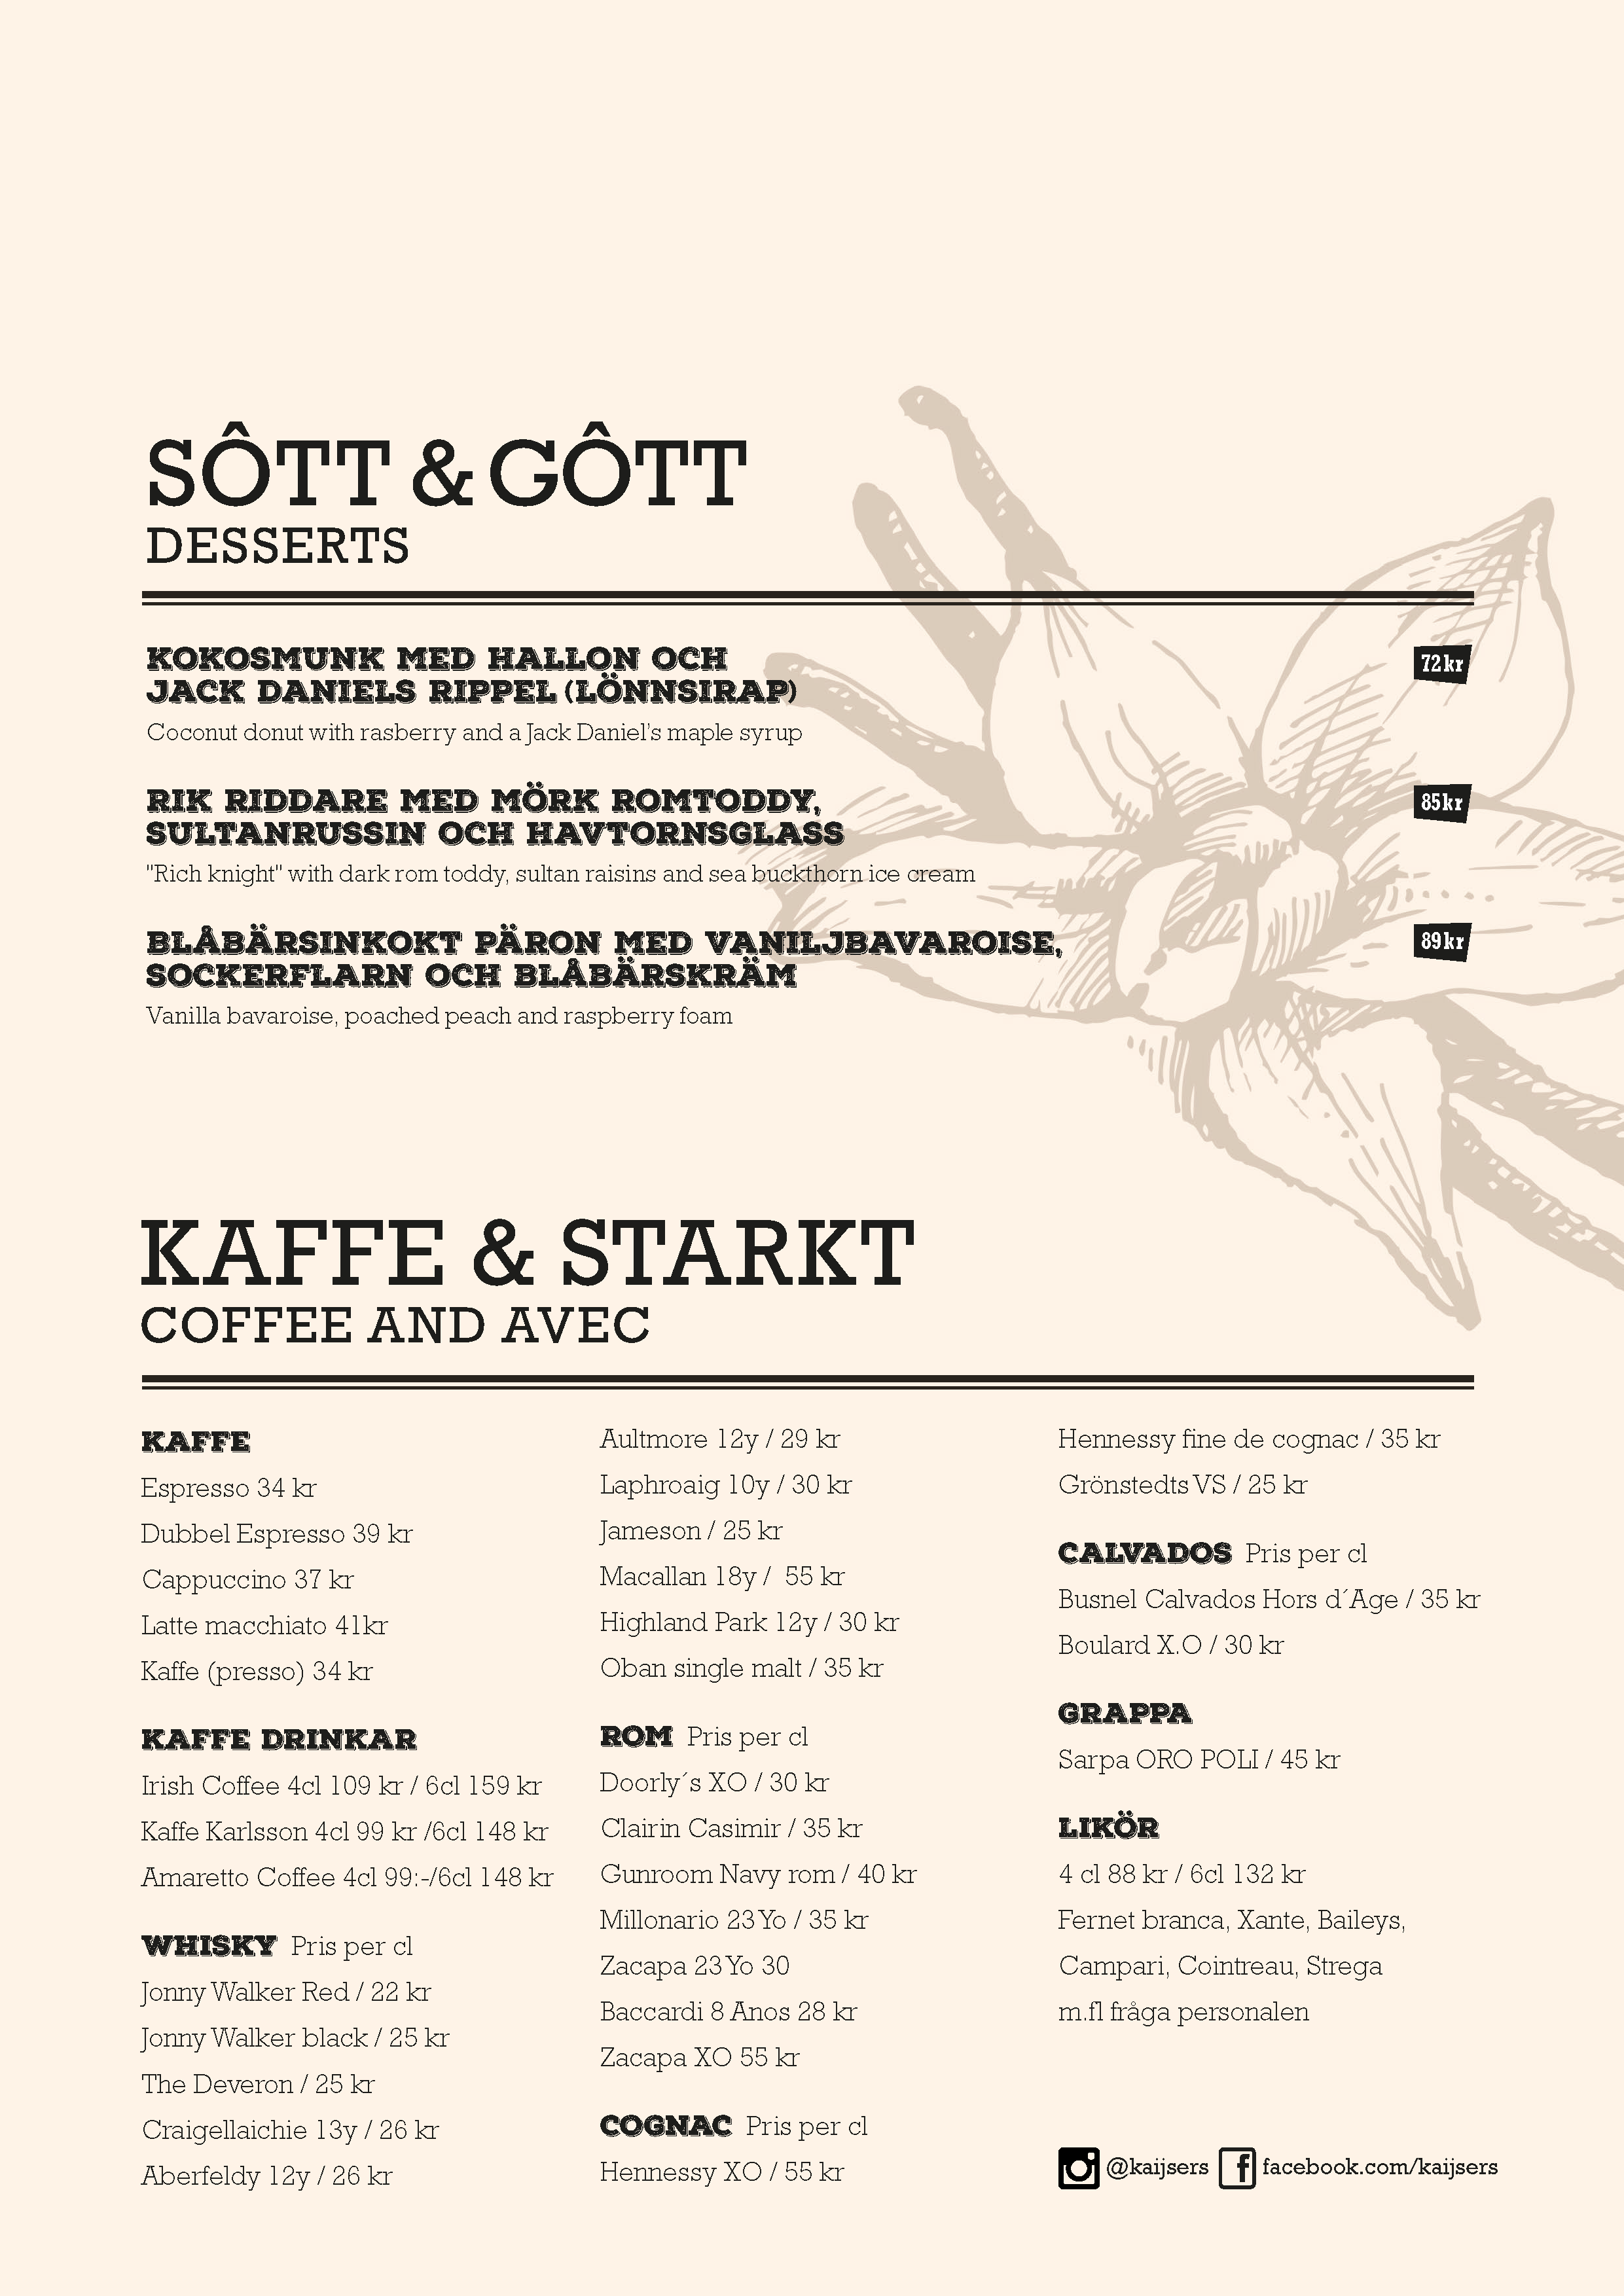 SÔTT & GÔTT
DESSERTS
KOKOSMUNK MED HALLON OCH
JACK DANIELS RIPPEL (LÖNNSIRAP)
72 kr
Coconut donut with rasberry and a Jack Daniel's maple syrup
RIK RIDDARE MED MÖRK ROMTODDY,
SULTANRUSSIN OCH HAVTORNSGLASS
85 kr
"Rich knight" with dark rom toddy, sultan raisins and sea buckthorn ice cream
BLÅBÄRSINKOKT PÄRON MED VANILJBAVAROISE,
SOCKERFLARN OCH BLÅBÄRSKRÄM
89 kr
Vanilla bavaroise, poached peach and raspberry foam
KAFFE & STARKT
COFFEE AND AVEC
KAFFE
Espresso 34 kr
Dubbel Espresso 39 kr
Cappuccino 37 kr
Latte macchiato 41kr
Kaffe (presso) 34 kr
KAFFE DRINKAR
Irish Coffee 4cl 109 kr / 6cl 159 kr
Kaffe Karlsson 4cl 99 kr /6cl 148 kr
Amaretto Coffee 4cl 99:-/6cl 148 kr
WHISKY Pris per cl
Jonny Walker Red / 22 kr
Jonny Walker black / 25 kr
The Deveron / 25 kr
Craigellaichie 13y / 26 kr
Aberfeldy 12y / 26 kr
Aultmore 12y / 29 kr
Laphroaig 10y / 30 kr
Jameson / 25 kr
Macallan 18y / 55 kr
Highland Park 12y / 30 kr
Oban single malt / 35 kr
ROM Pris per cl
Doorly´s XO / 30 kr
Clairin Casimir / 35 kr
Gunroom Navy rom / 40 kr
Millonario 23 Yo / 35 kr
Zacapa 23 Yo 30
Baccardi 8 Anos 28 kr
Zacapa XO 55 kr
COGNAC Pris per cl
Hennessy XO / 55 kr
Hennessy fine de cognac / 35 kr
Grönstedts VS / 25 kr
CALVADOS Pris per cl
Busnel Calvados Hors d´Age / 35 kr
Boulard X.O / 30 kr
GRAPPA
Sarpa ORO POLI / 45 kr
LIKÖR
4 cl 88 kr / 6cl 132 kr
Fernet branca, Xante, Baileys,
Campari, Cointreau, Strega
m.fl fråga personalen
@kaijsers facebook.com/kaijsers